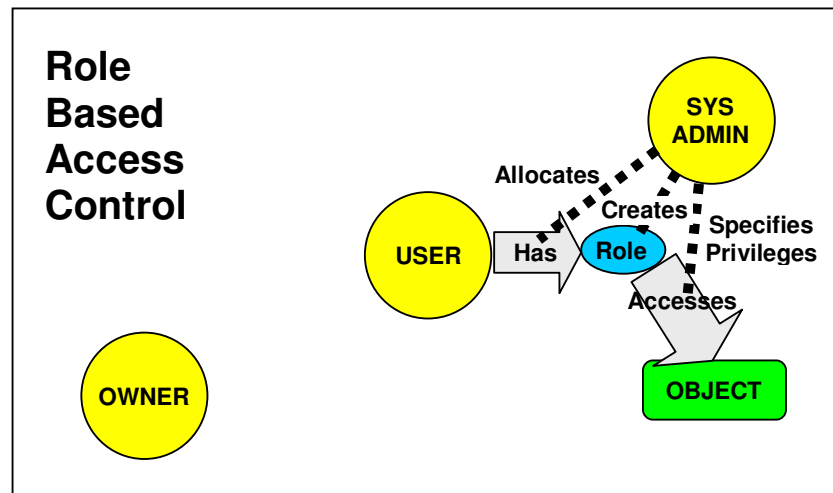 Role
Based
Access
Control
SYS
ADMIN
Allocates
Creates
Specifies
Privileges
USER
Has
Role
Accesses
OWNER
OBJECT